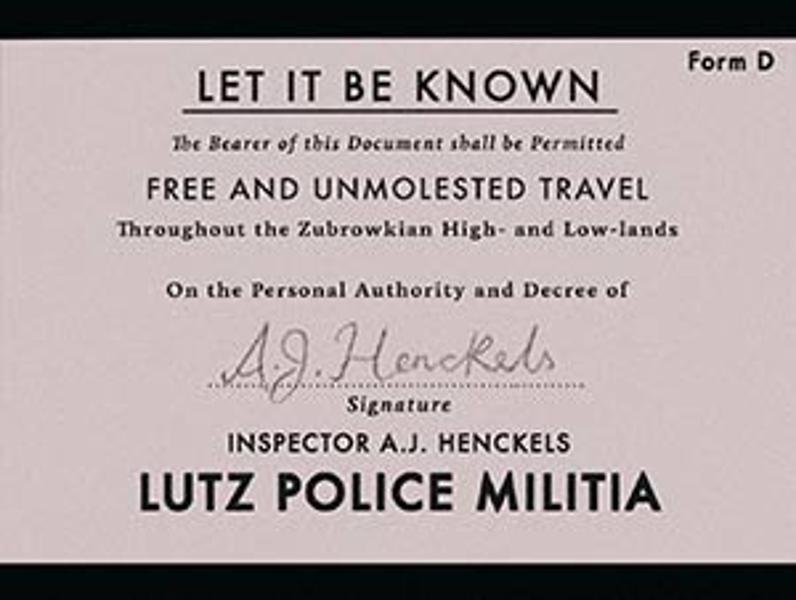 Form D
LET IT BE KNOWN
The Bearer of this Document shall be Permitted
FREE AND UNMOLESTED TRAVEL
Throughout the Zubrowkian High- and Low-lands
On the Personal Authority and Decree of
A.J. Henckels
Signature
INSPECTOR A.J. HENCKELS
LUTZ POLICE MILITIA